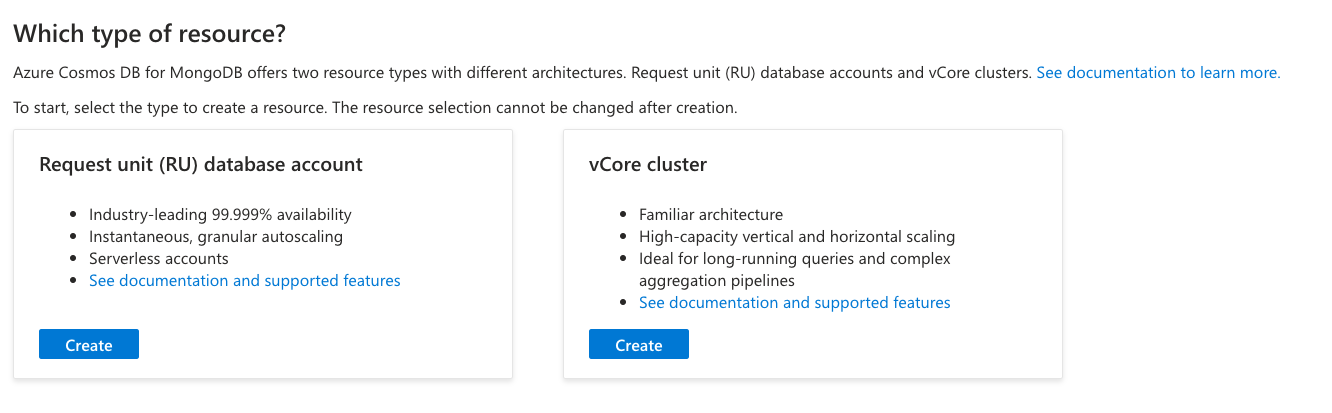 Which type of resource?
Azure Cosmos DB for MongoDB offers two resource types with different architectures. Request unit (RU) database accounts and vCore clusters. See documentation to learn more.
To start, select the type to create a resource. The resource selection cannot be changed after creation.
Request unit (RU) database account
Industry-leading 99.999% availability
Instantaneous, granular autoscaling
Serverless accounts
See documentation and supported features
Create
vCore cluster
Familiar architecture
High-capacity vertical and horizontal scaling
Ideal for long-running queries and complex
aggregation pipelines
See documentation and supported features
Create